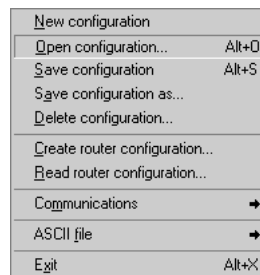 New configuration
Open configuration... Alt+O
Save configuration Alt+S
Save configuration as...
Delete configuration...
Create router configuration...
Read router configuration...
Communications
ASCII file
Exit Alt+X